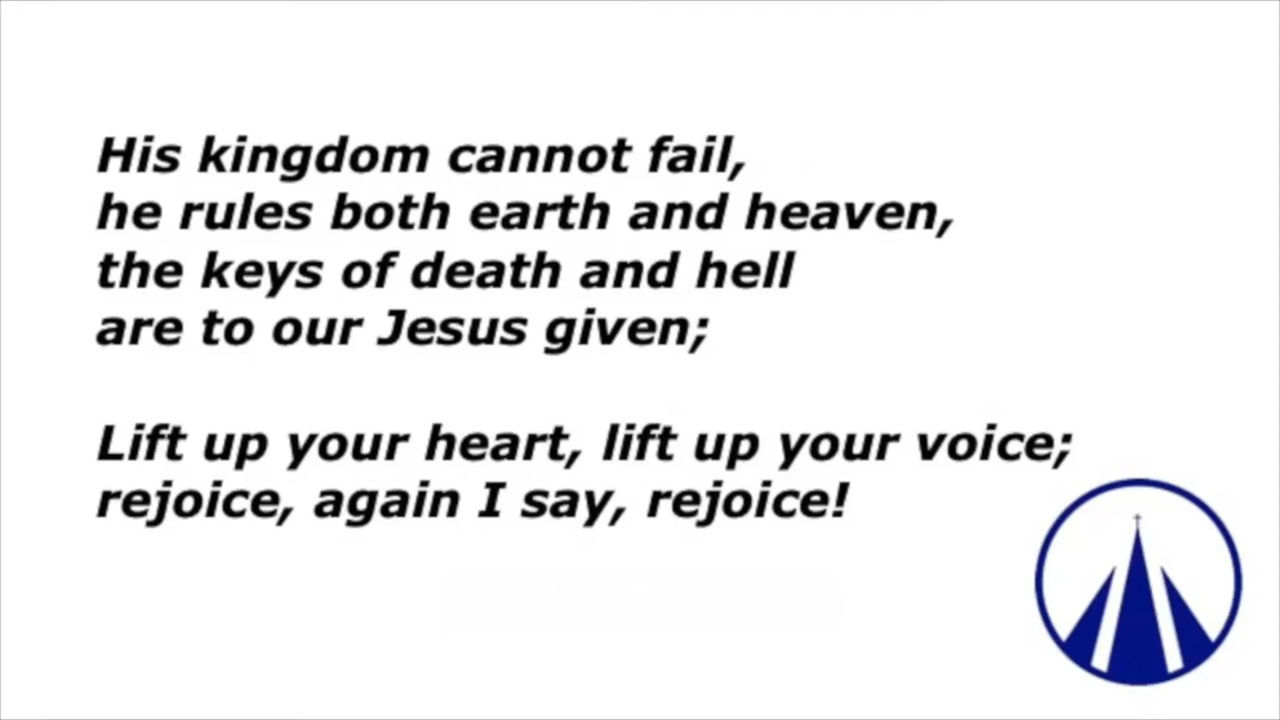 His kingdom cannot fail,
he rules both earth and heaven,
the keys of death and hell
are to our Jesus given;
Lift up your heart, lift up your voice;
rejoice, again I say, rejoice!